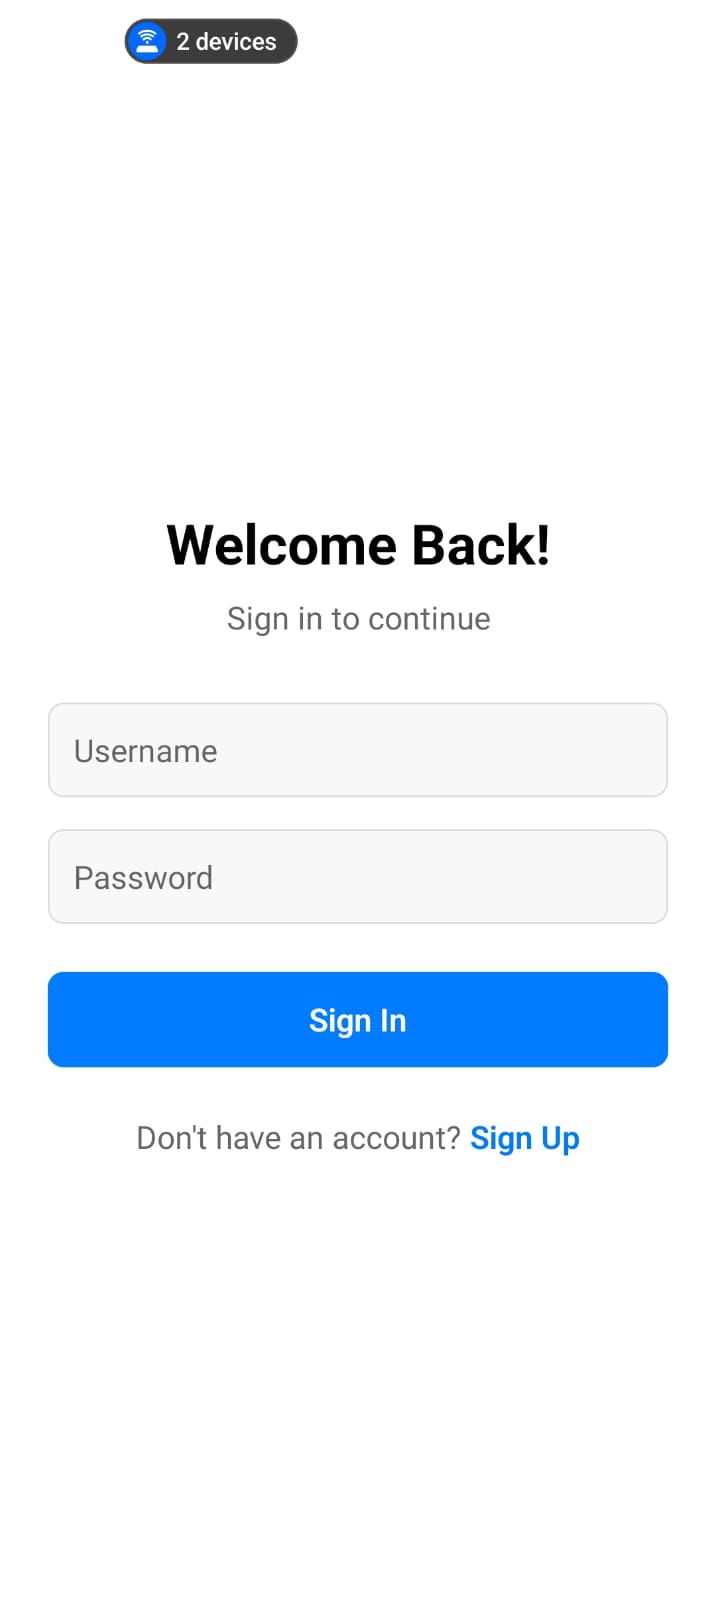 2 devices
Welcome Back!
Sign in to continue
Username
Password
Sign In
Don't have an account? Sign Up